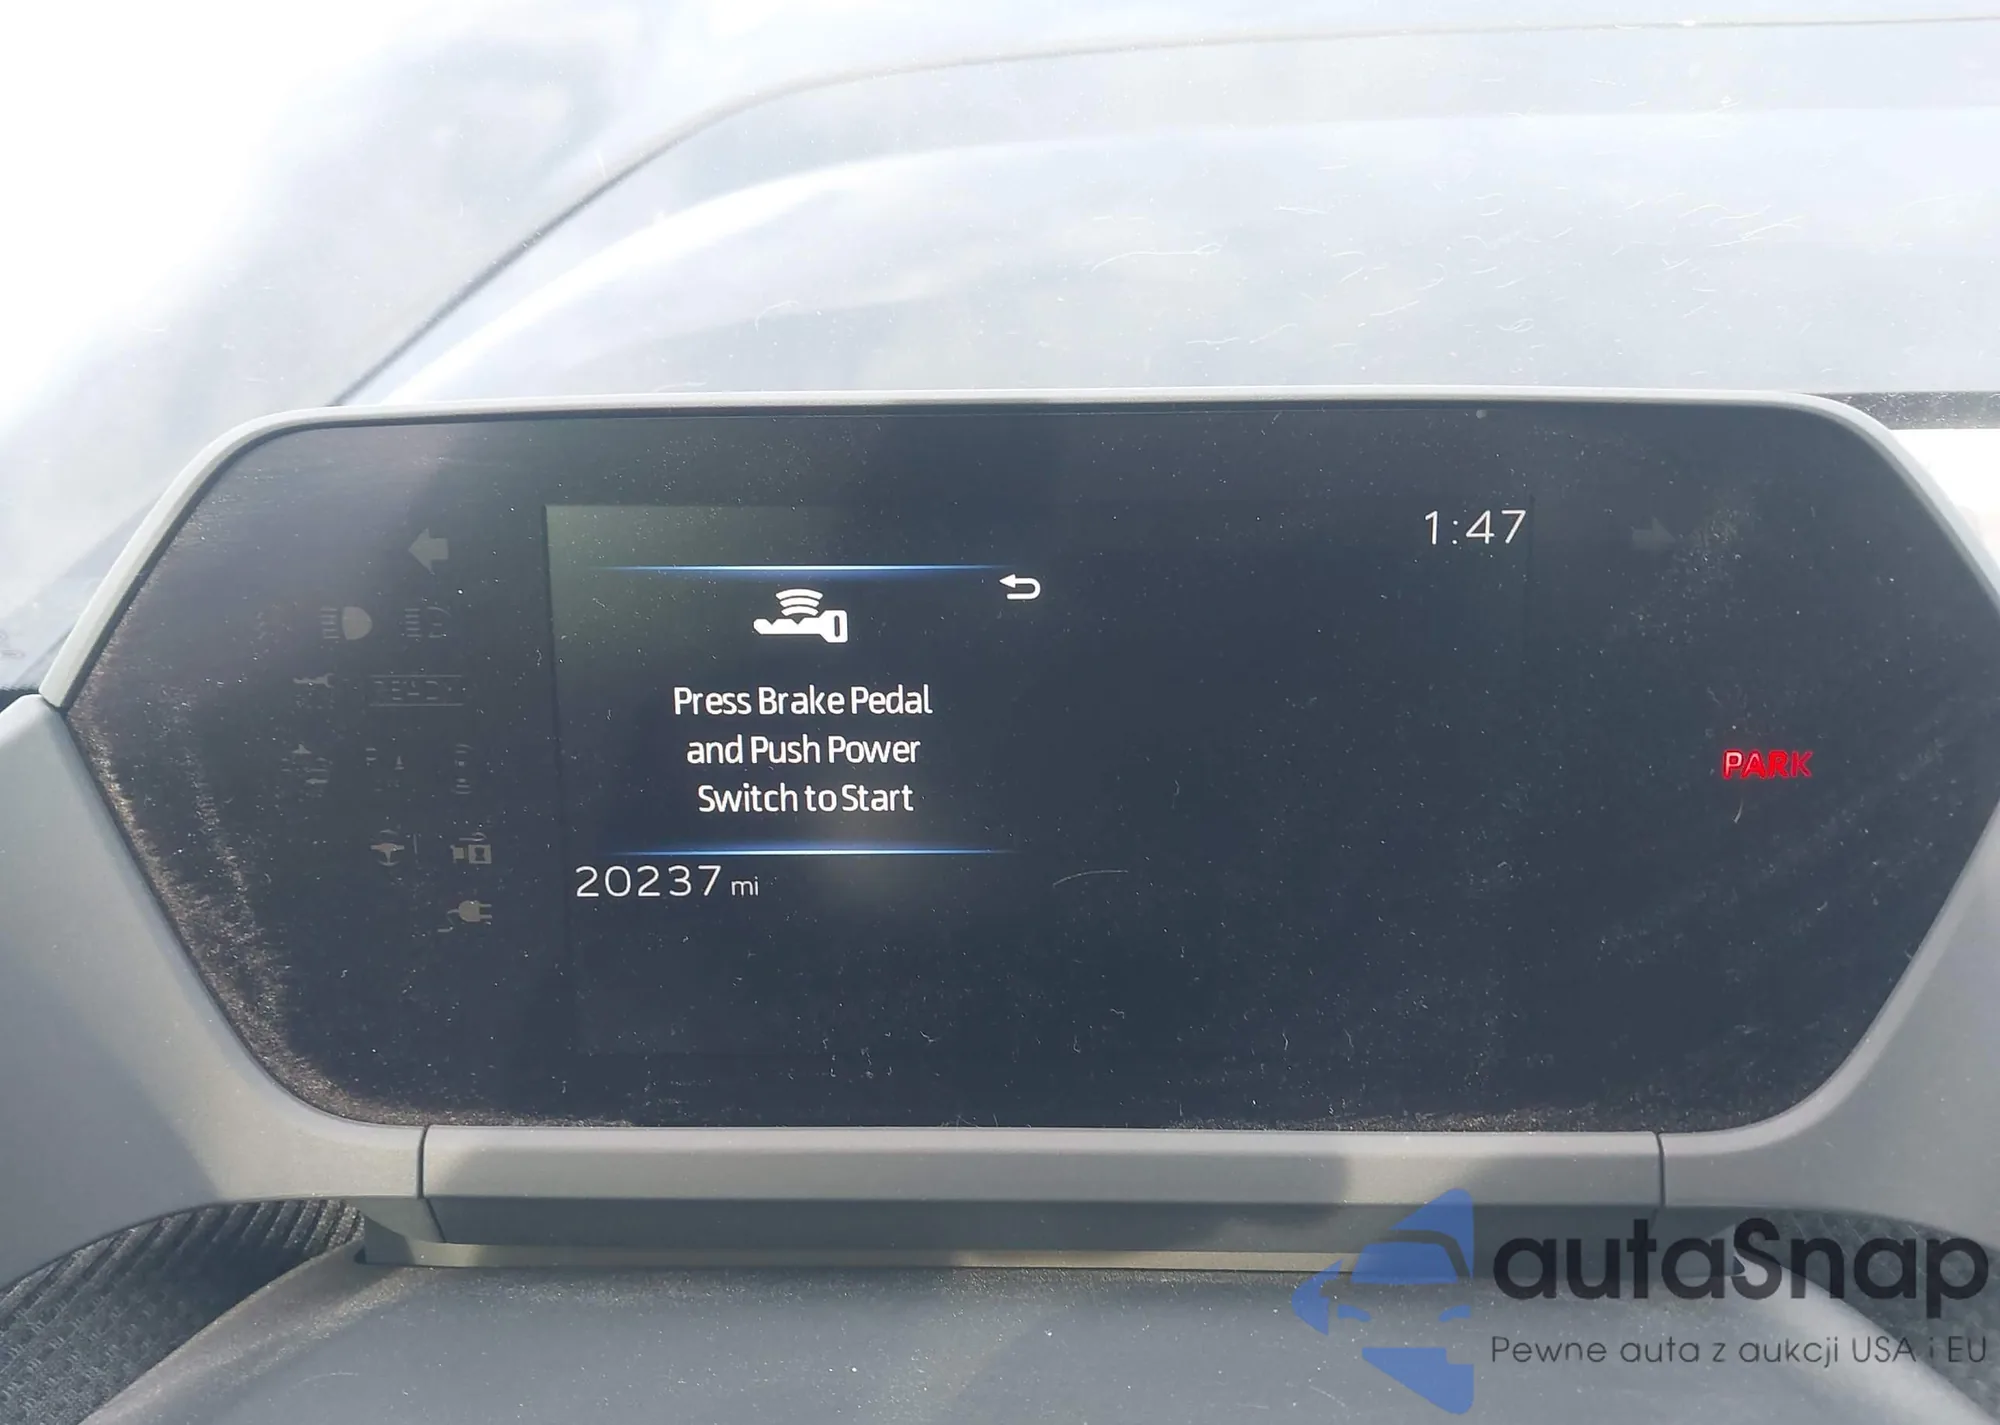 1:47
Press Brake Pedal
and Push Power
Switch to Start
READY
PARK
20237 mi
autaSnap
Pewne auta z aukcji USA i EU